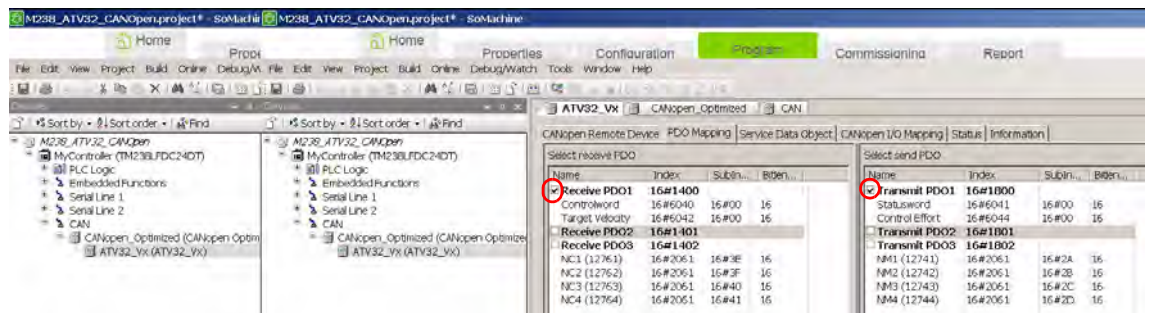 M238_ATV32_CANOpen.project* - SoMachin M238_ATV32_CANOpen.project* - SoMachine
Home Home
Prope Properties Configuration Program Commissioning Report
File Edit View Project Build Online Debug/W File Edit View Project Build Online Debug/Watch Tools Window Help
ATV32_Vx CANopen_Optimized CAN
Sort by Sort order Find Sort by Sort order Find
CANopen Remote Device PDO Mapping Service Data Object CANopen I/O Mapping Status Information
M238_ATV32_CANOpen M238_ATV32_CANOpen
MyController (TM238LFDC24DT) MyController (TM238LFDC24DT) Select receive PDO Select send PDO
PLC Logic PLC Logic
Embedded Functions Embedded Functions
Serial Line 1 Serial Line 1
Serial Line 2 Serial Line 2
CAN CAN
CANopen_Optimized (CANopen Optim CANopen_Optimized (CANopen Optimize
ATV32_Vx (ATV32_Vx) ATV32_Vx (ATV32_Vx)
Name Index SubIn... Biten... Name Index SubIn... Biten...
Receive PDO1 16#1400 Transmit PDO1 16#1800
Controlword 16#6040 16#00 16 Statusword 16#6041 16#00 16
Target Velocity 16#6042 16#00 16 Control Effort 16#6044 16#00 16
Receive PDO2 16#1401 Transmit PDO2 16#1801
Receive PDO3 16#1402 Transmit PDO3 16#1802
NC1 (12761) 16#2061 16#3E 16 NM1 (12741) 16#2061 16#2A 16
NC2 (12762) 16#2061 16#3F 16 NM2 (12742) 16#2061 16#2B 16
NC3 (12763) 16#2061 16#40 16 NM3 (12743) 16#2061 16#2C 16
NC4 (12764) 16#2061 16#41 16 NM4 (12744) 16#2061 16#2D 16